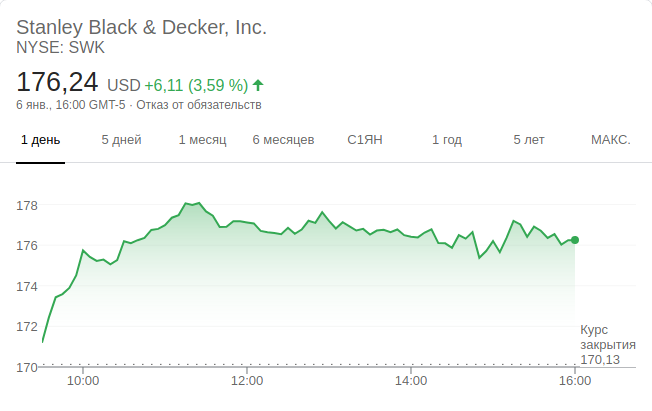 Stanley Black & Decker, Inc.
NYSE: SWK
176,24 USD +6,11 (3,59 %)
6 янв., 16:00 GMT-5 · Отказ от обязательств
1 день 5 дней 1 месяц 6 месяцев С1ЯН 1 год 5 лет МАКС.
178
176
174
172
Курс
закрытия
170,13
170
10:00 12:00 14:00 16:00